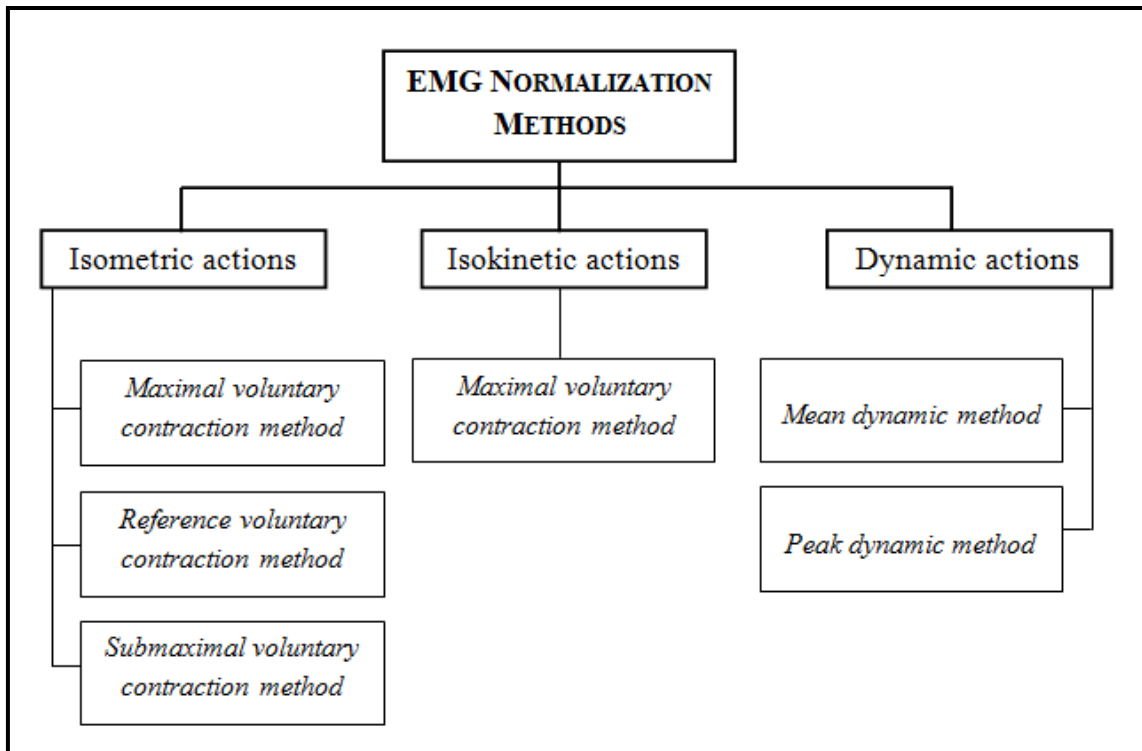 EMG NORMALIZATION
METHODS
Isometric actions
Isokinetic actions
Dynamic actions
Maximal voluntary
contraction method
Reference voluntary
contraction method
Submaximal voluntary
contraction method
Maximal voluntary
contraction method
Mean dynamic method
Peak dynamic method